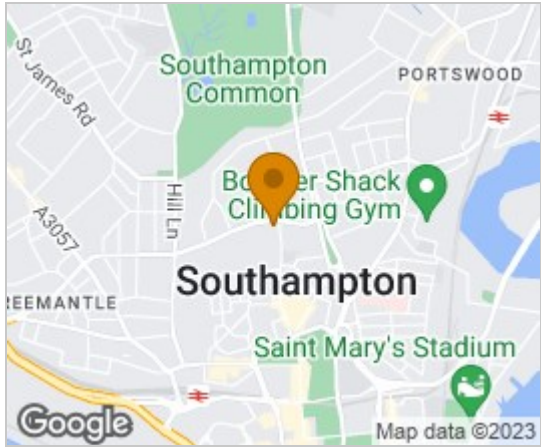 St James Rd
Southampton
Common
PORTSWOOD
Hill Ln
A3057
Shack
Climbing Gym
Southampton
REEMANTLE
Saint Mary's Stadium
Google
Map data ©2023